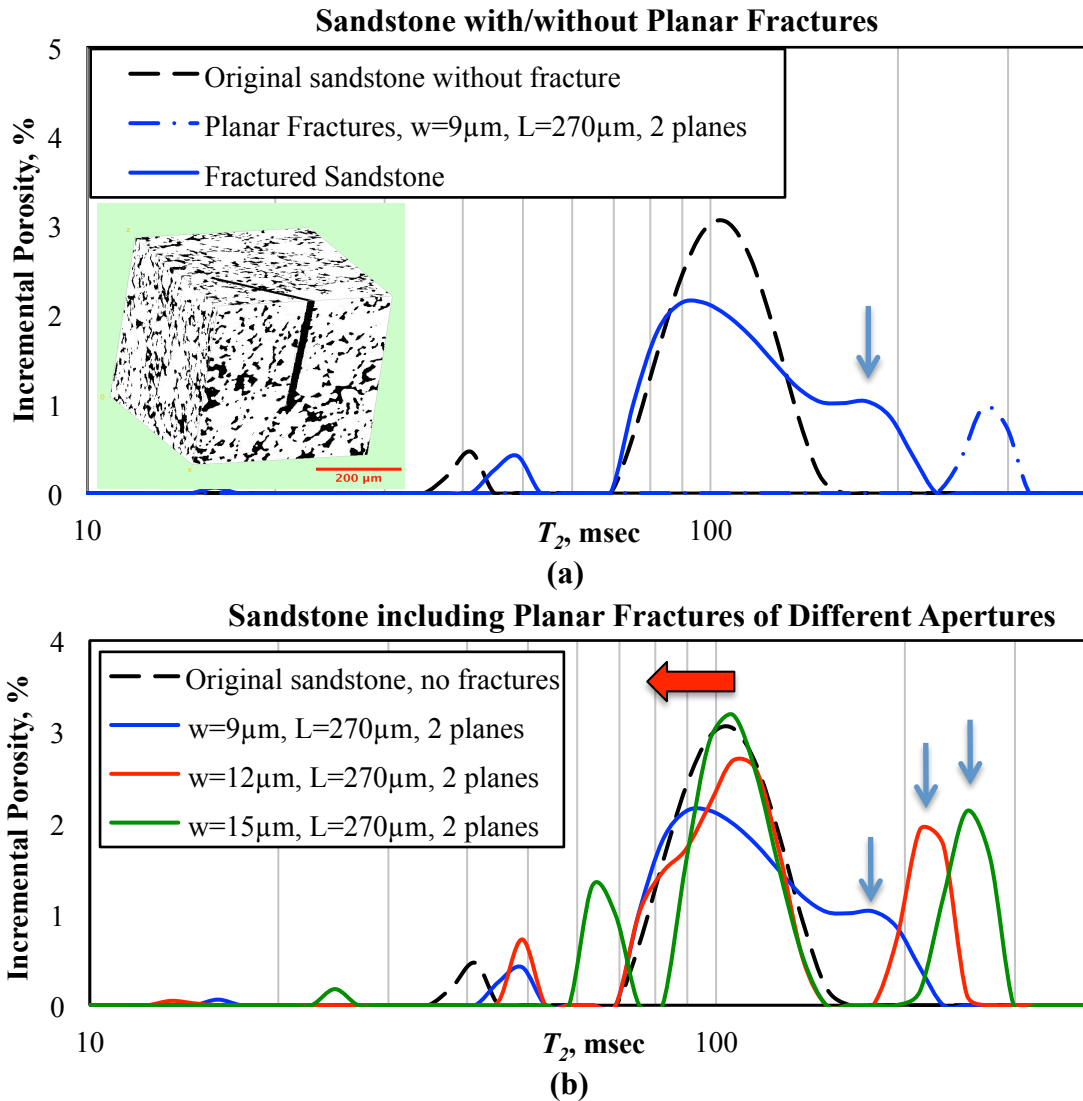 Sandstone with/without Planar Fractures
5
Original sandstone without fracture
4
Planar Fractures, w=9µm, L=270µm, 2 planes
Fractured Sandstone
3
2
1
0
Incremental Porosity, %
z
0
x
200 µm
10
T2, msec
100
(a)
Sandstone including Planar Fractures of Different Apertures
4
Original sandstone, no fractures
w=9µm, L=270µm, 2 planes
3
w=12µm, L=270µm, 2 planes
w=15µm, L=270µm, 2 planes
2
1
0
Incremental Porosity, %
10
T2, msec
100
(b)